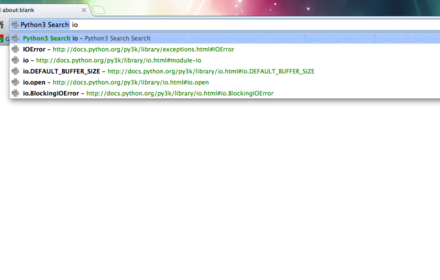 about:blank
Python3 Search io
Python3 Search io - Python3 Search Search
IOError - http://docs.python.org/py3k/library/exceptions.html#IOError
io - http://docs.python.org/py3k/library/io.html#module-io
io.DEFAULT_BUFFER_SIZE - http://docs.python.org/py3k/library/io.html#io.DEFAULT_BUFFER_SIZE
io.open - http://docs.python.org/py3k/library/io.html#io.open
io.BlockingIOError - http://docs.python.org/py3k/library/io.html#io.BlockingIOError